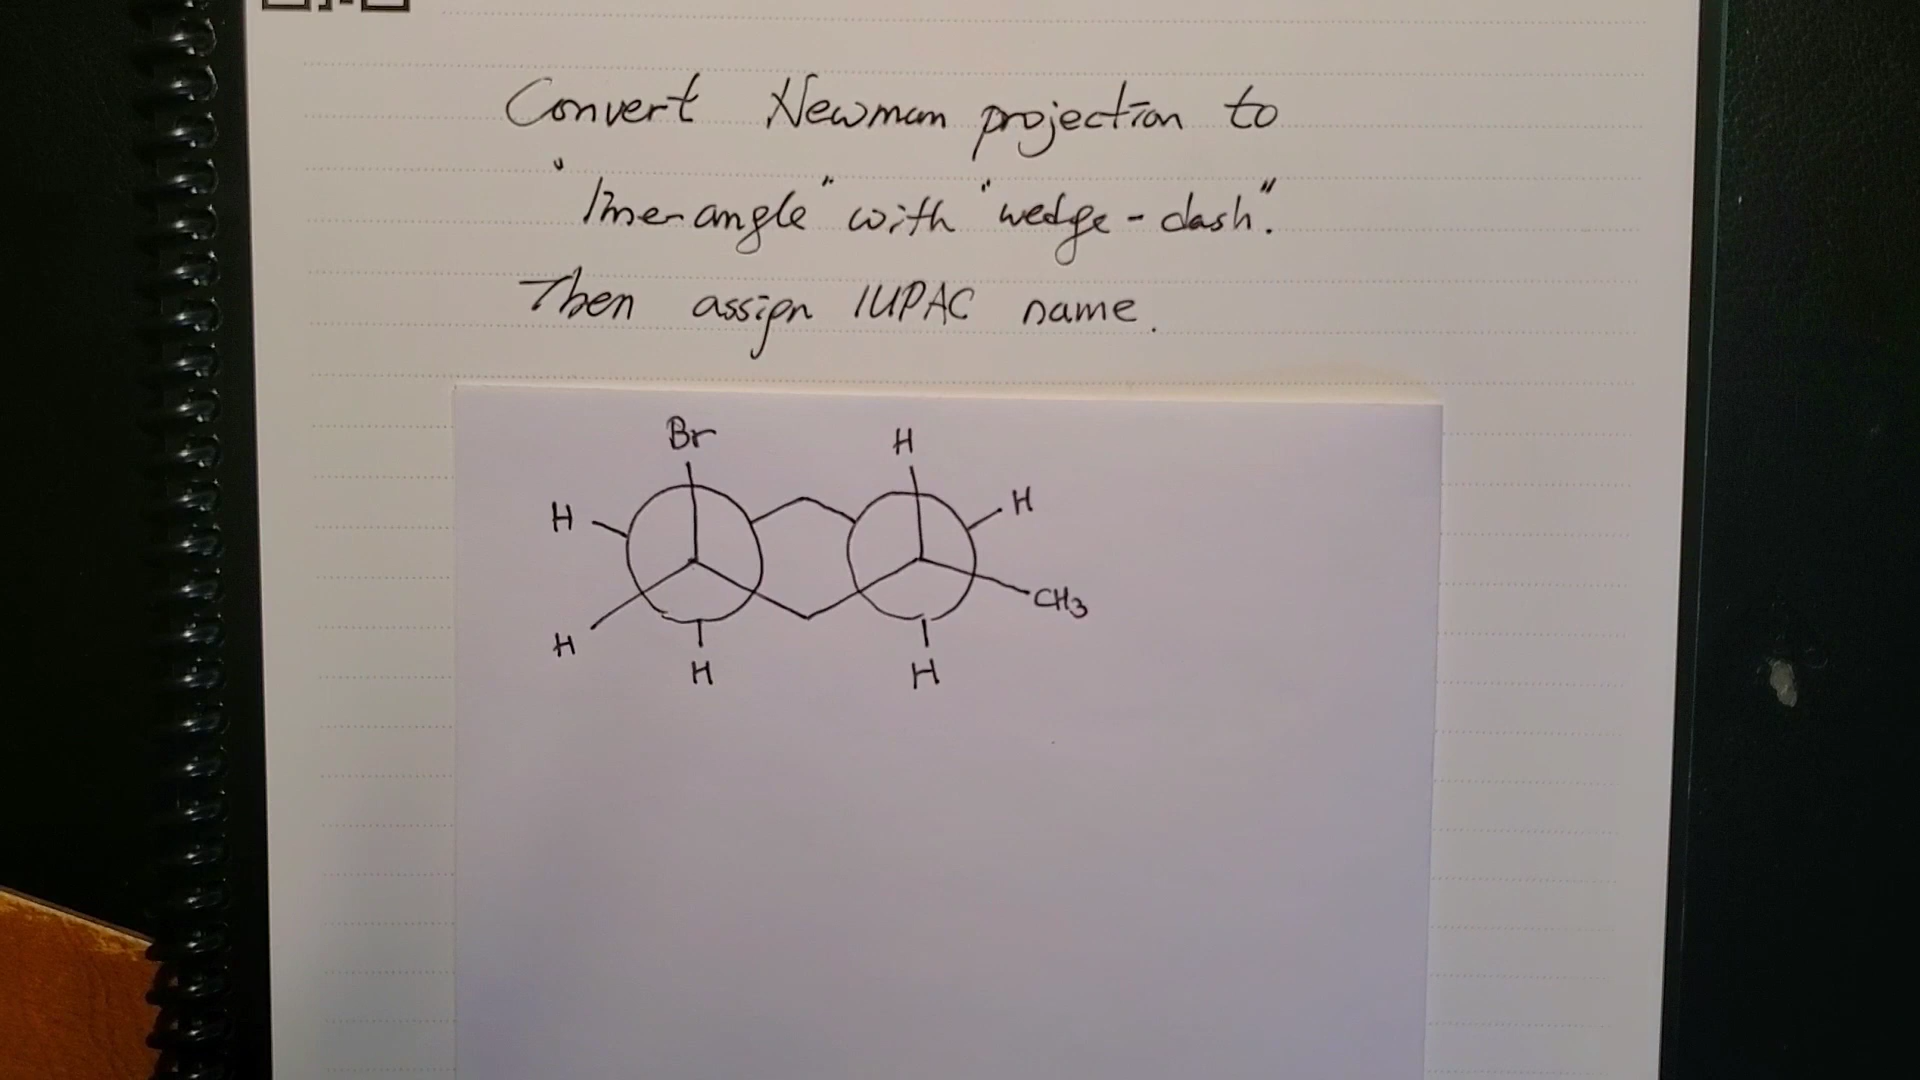 Convert Newman projection to
"line-angle" with "wedge-dash".
Then assign IUPAC name.
Br H
H H
CH3
H
H H